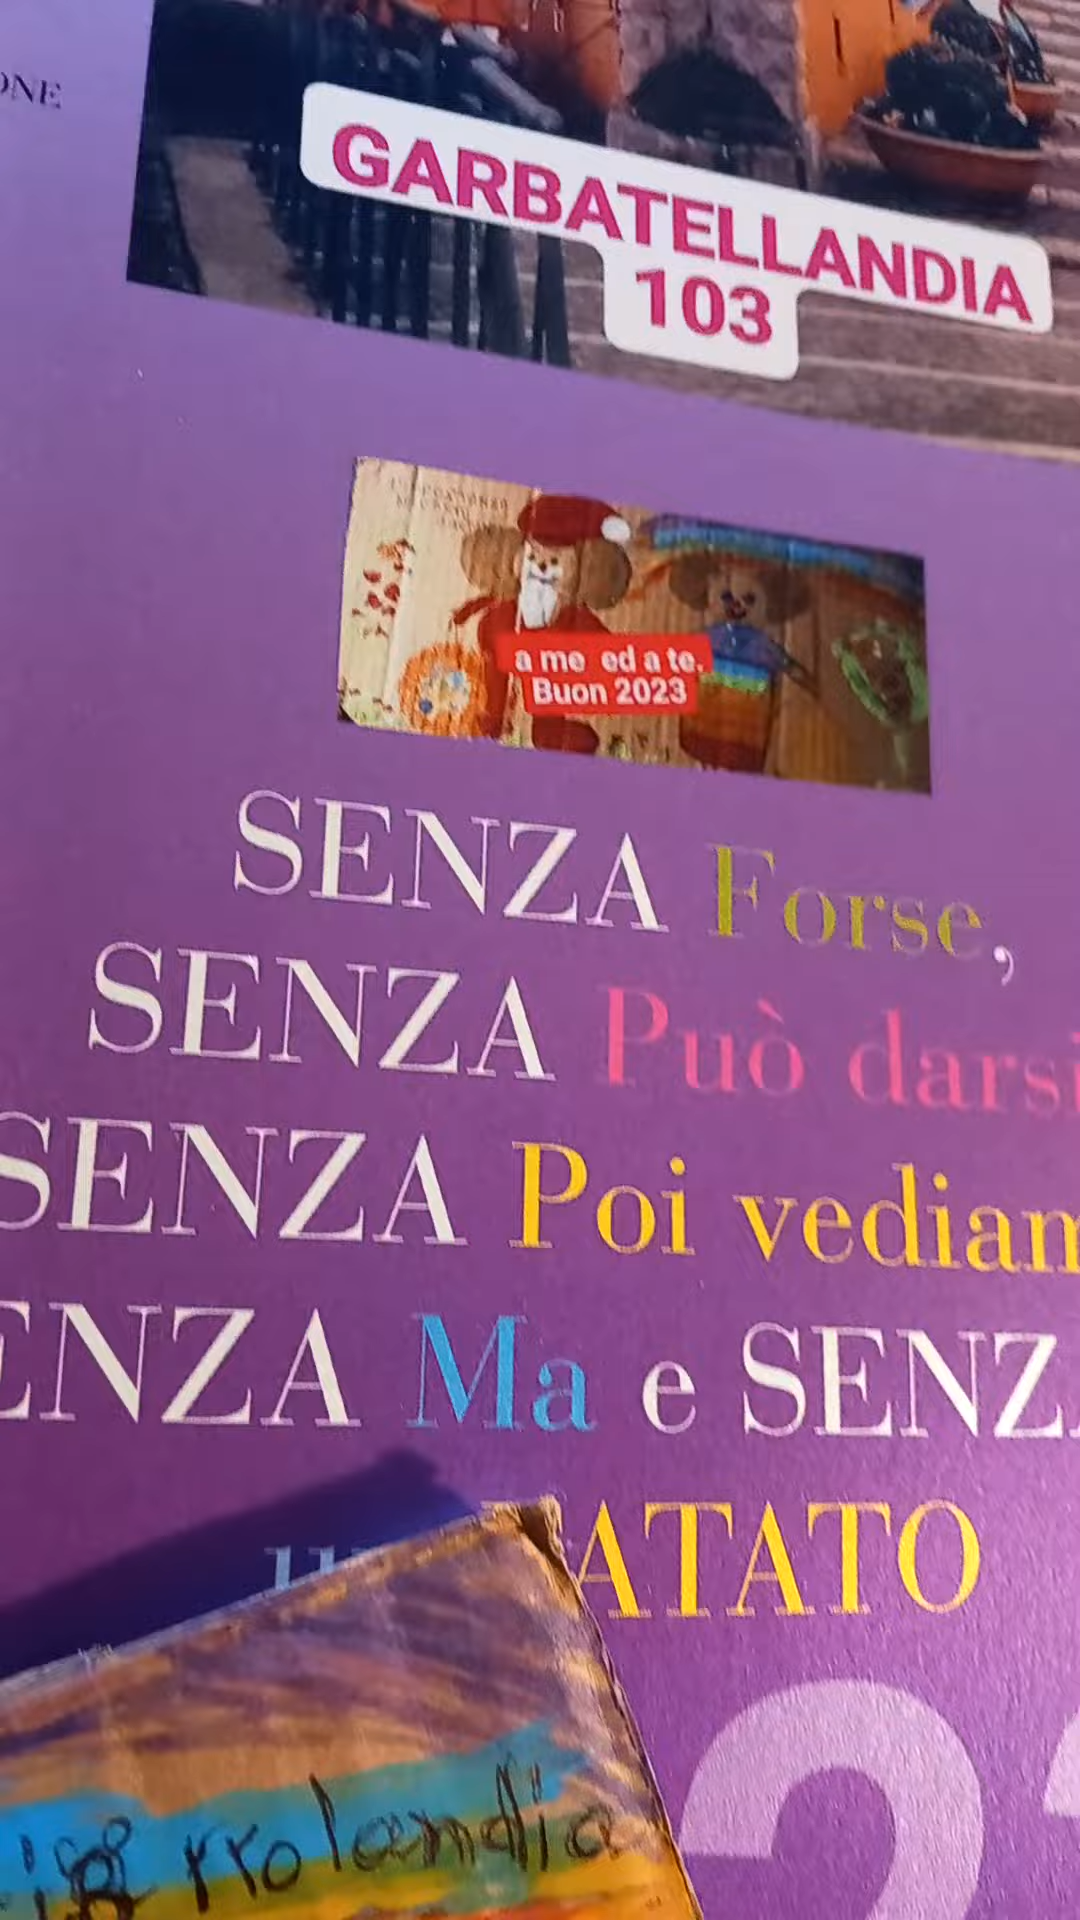 ONE
GARBATELLANDIA
103
a me ed a te.
Buon 2023
SENZA Forse,
SENZA Può darsi
SENZA Poi vediam
ENZA Ma e SENZ
ATATO
rrolandia